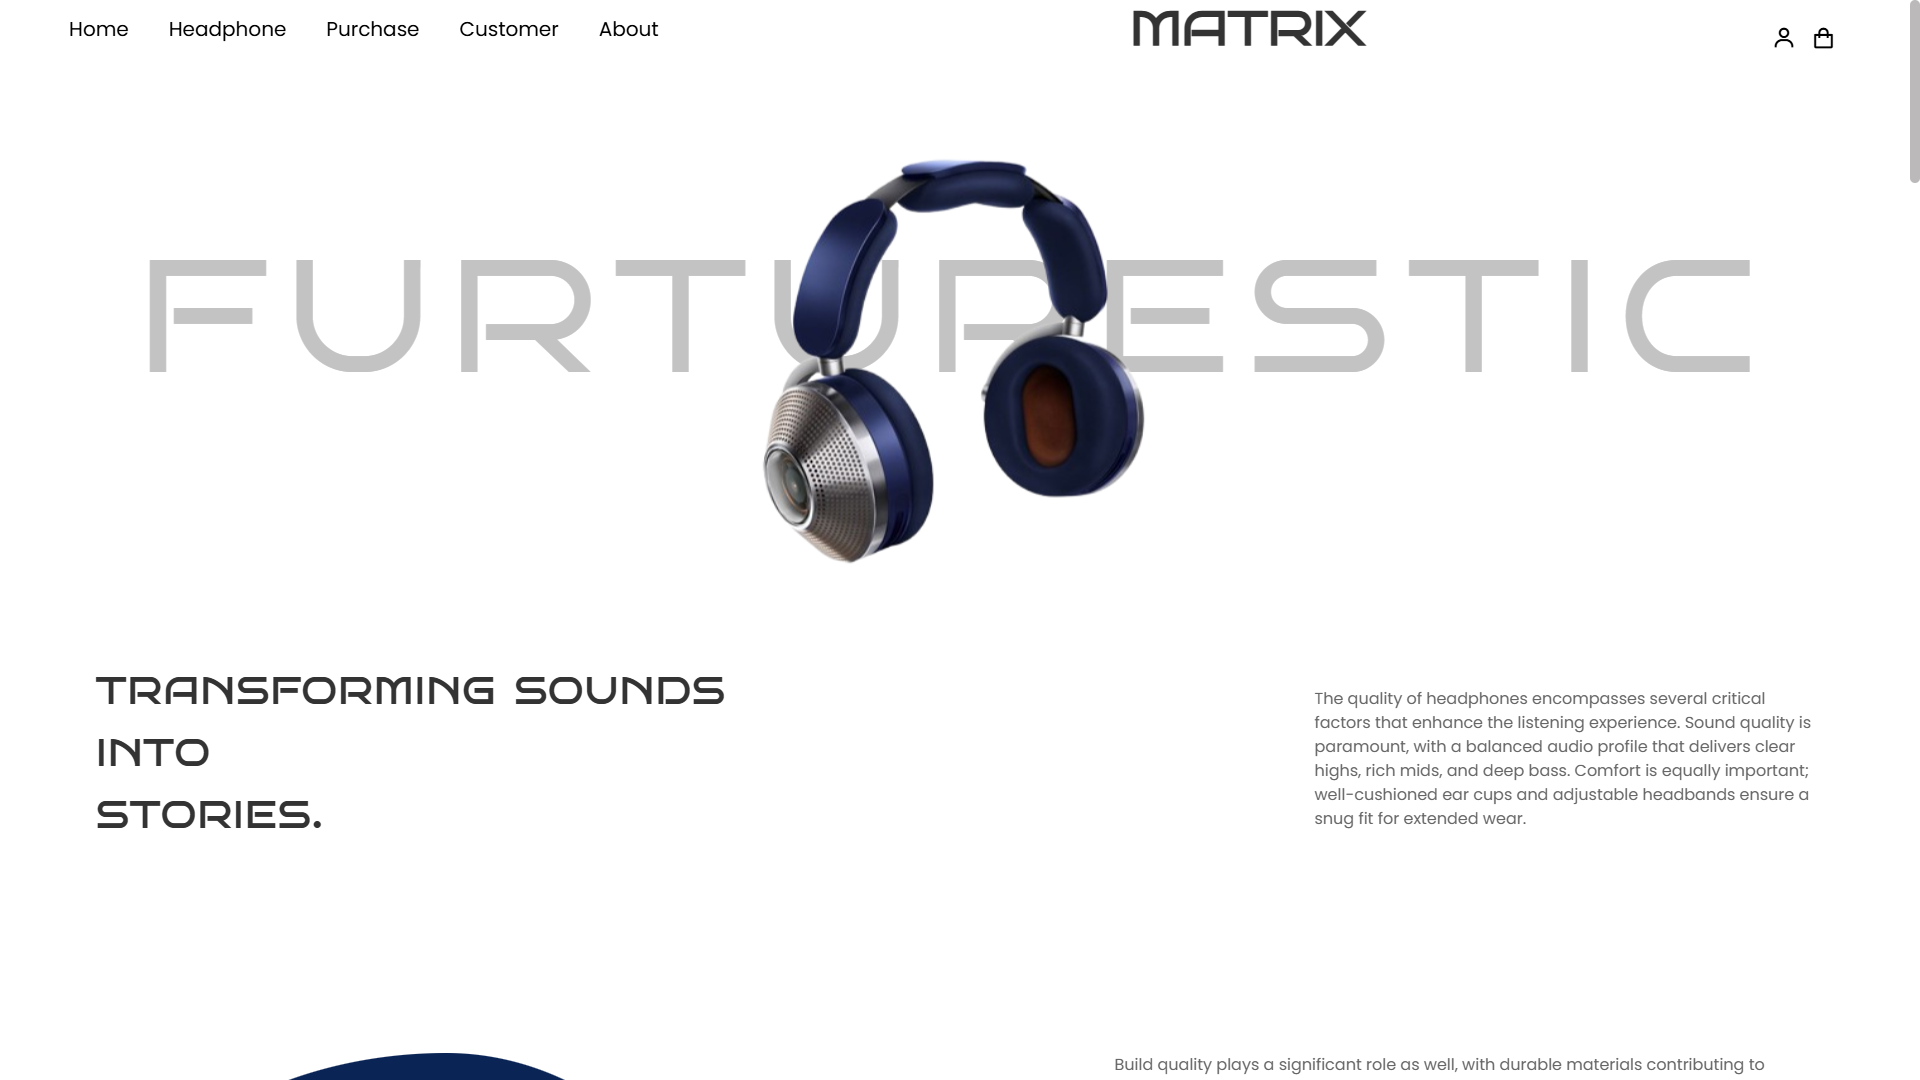 Home Headphone Purchase Customer About
MATRIX
FURTURESTIC
TRANSFORMING SOUNDS
INTO
STORIES.
The quality of headphones encompasses several critical
factors that enhance the listening experience. Sound quality is
paramount, with a balanced audio profile that delivers clear
highs, rich mids, and deep bass. Comfort is equally important;
well-cushioned ear cups and adjustable headbands ensure a
snug fit for extended wear.
Build quality plays a significant role as well, with durable materials contributing to